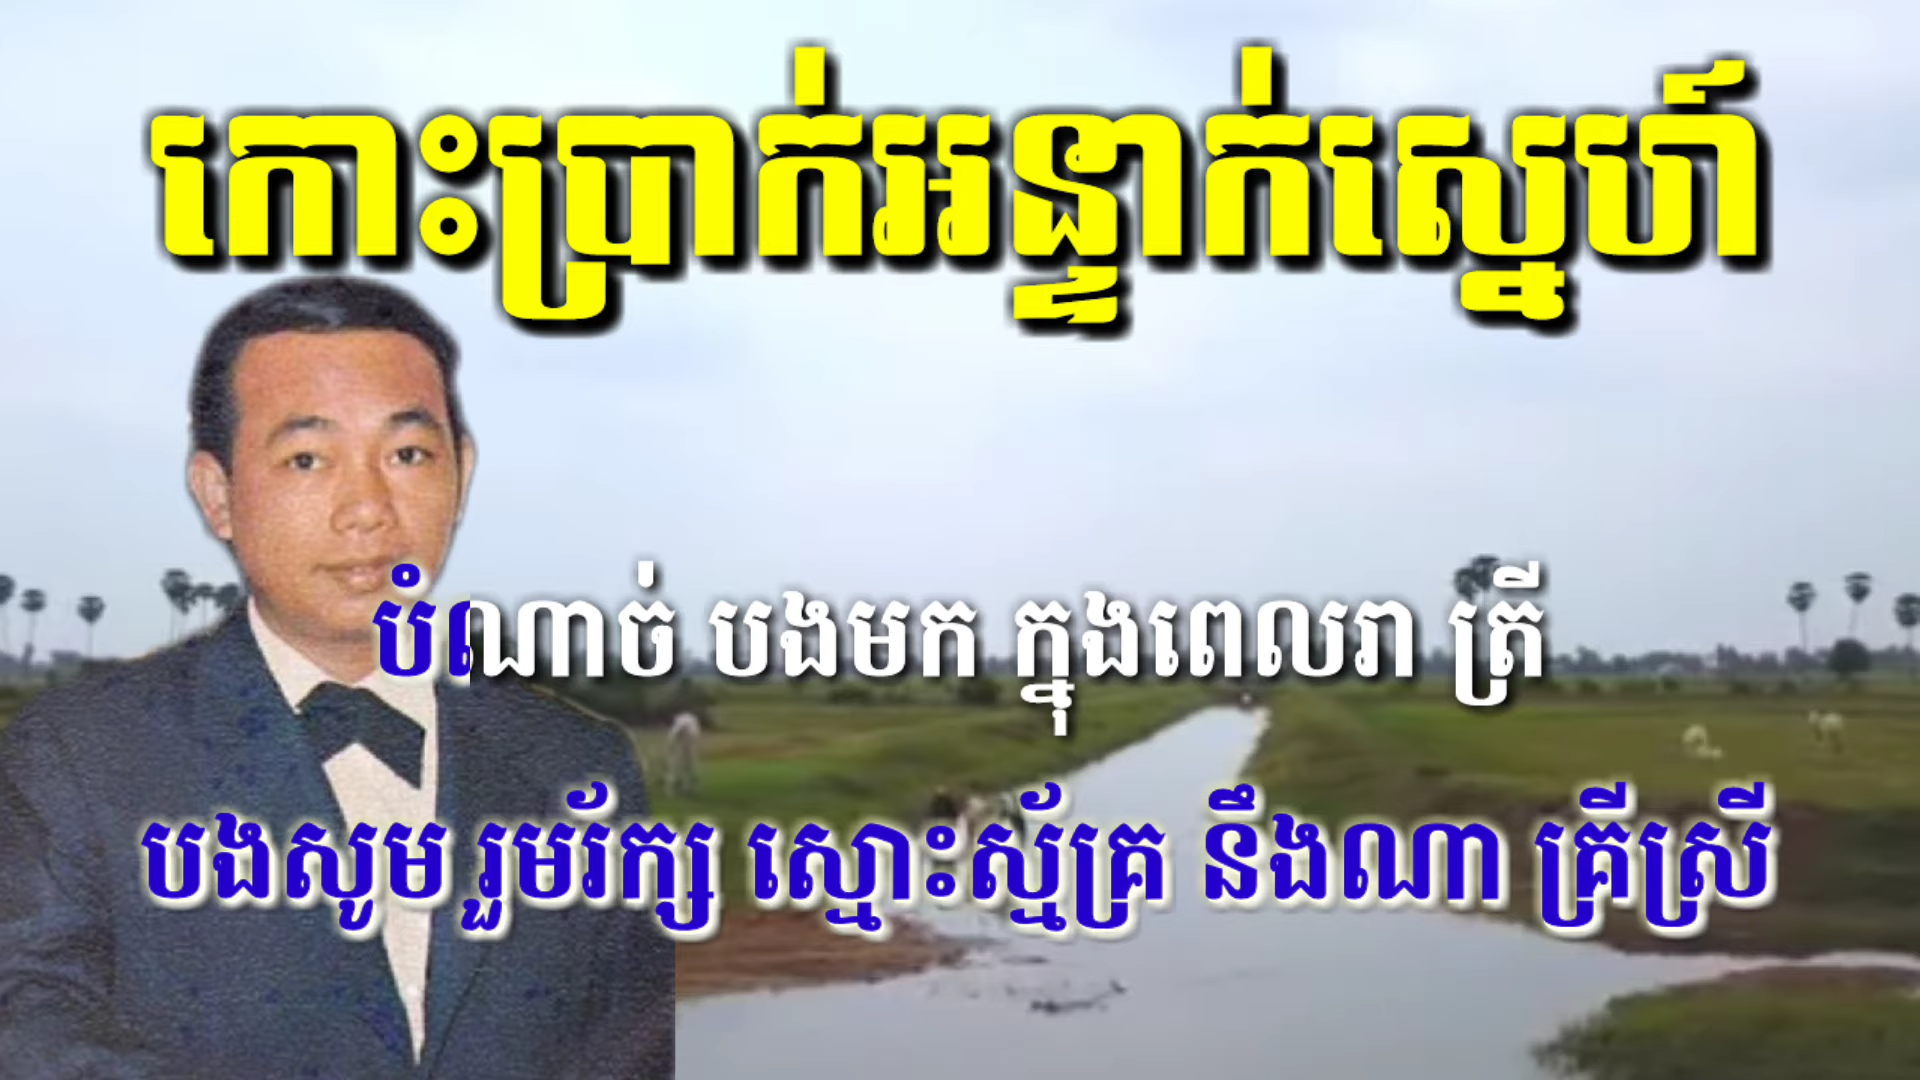 កោះប្រាក់អន្ទាក់ស្នេហ៍
បំណាច់ បងមក ក្នុងពេលរា ត្រី
បងសូម រួមរ័ក្ស ស្មោះស្ម័គ្រ នឹងណា គ្រីស្រី